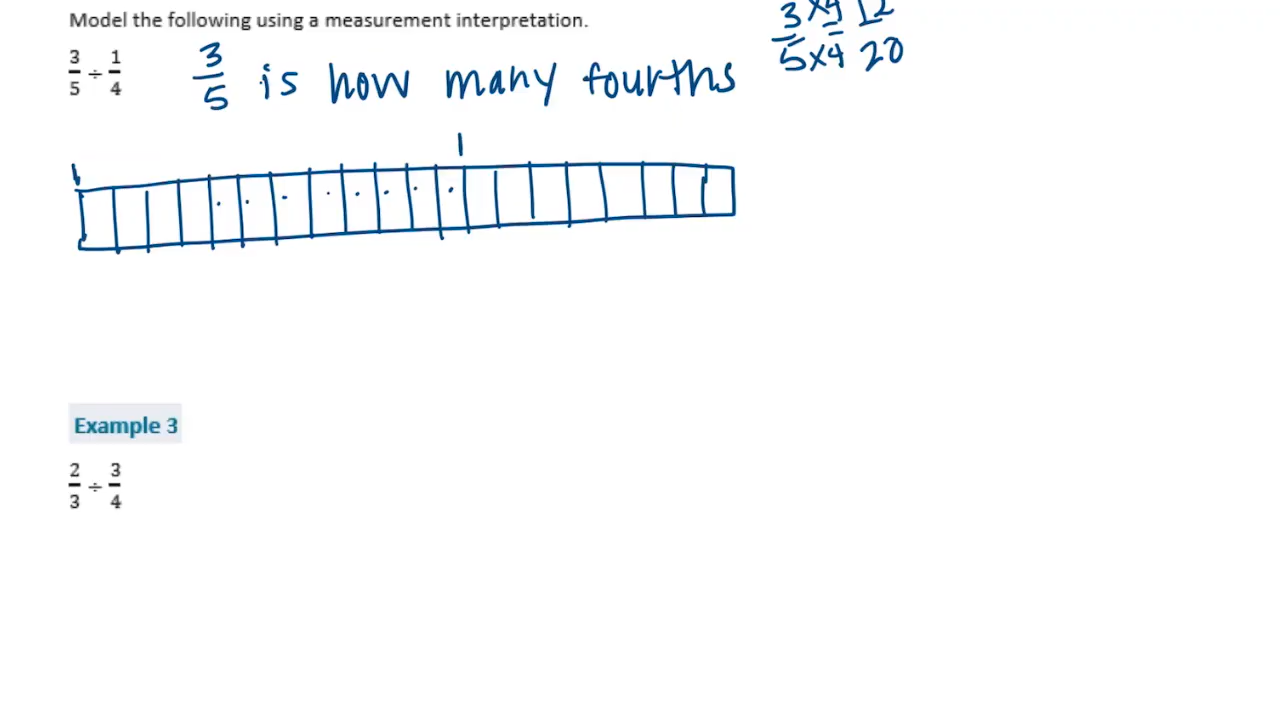 Model the following using a measurement interpretation.
3/5 ÷ 1/4
3/5 is how many fourths
3/5 × 4/4 12/20
Example 3
2/3 ÷ 3/4